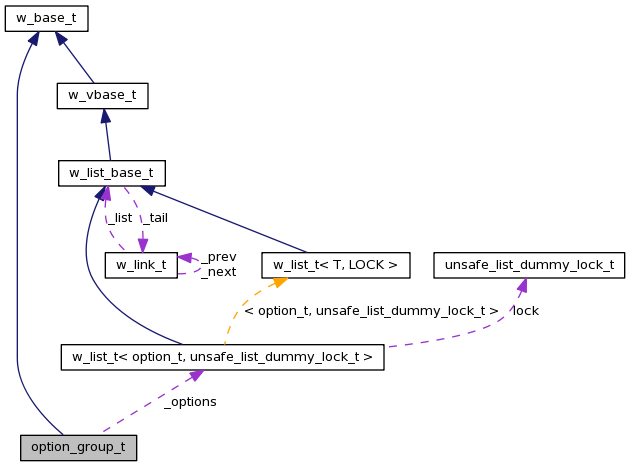 w_base_t
w_vbase_t
w_list_base_t
_list
_tail
w_link_t
_prev
_next
w_list_t< T, LOCK >
unsafe_list_dummy_lock_t
< option_t, unsafe_list_dummy_lock_t >
lock
w_list_t< option_t, unsafe_list_dummy_lock_t >
_options
option_group_t